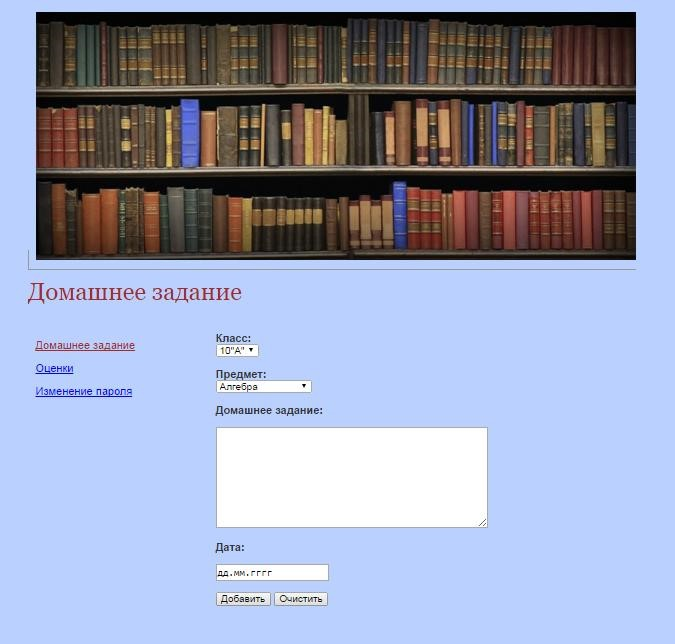 Домашнее задание
Домашнее задание
Оценки
Изменение пароля
Класс:
10"А"
Предмет:
Алгебра
Домашнее задание:
Дата:
дд.мм.гггг
Добавить Очистить